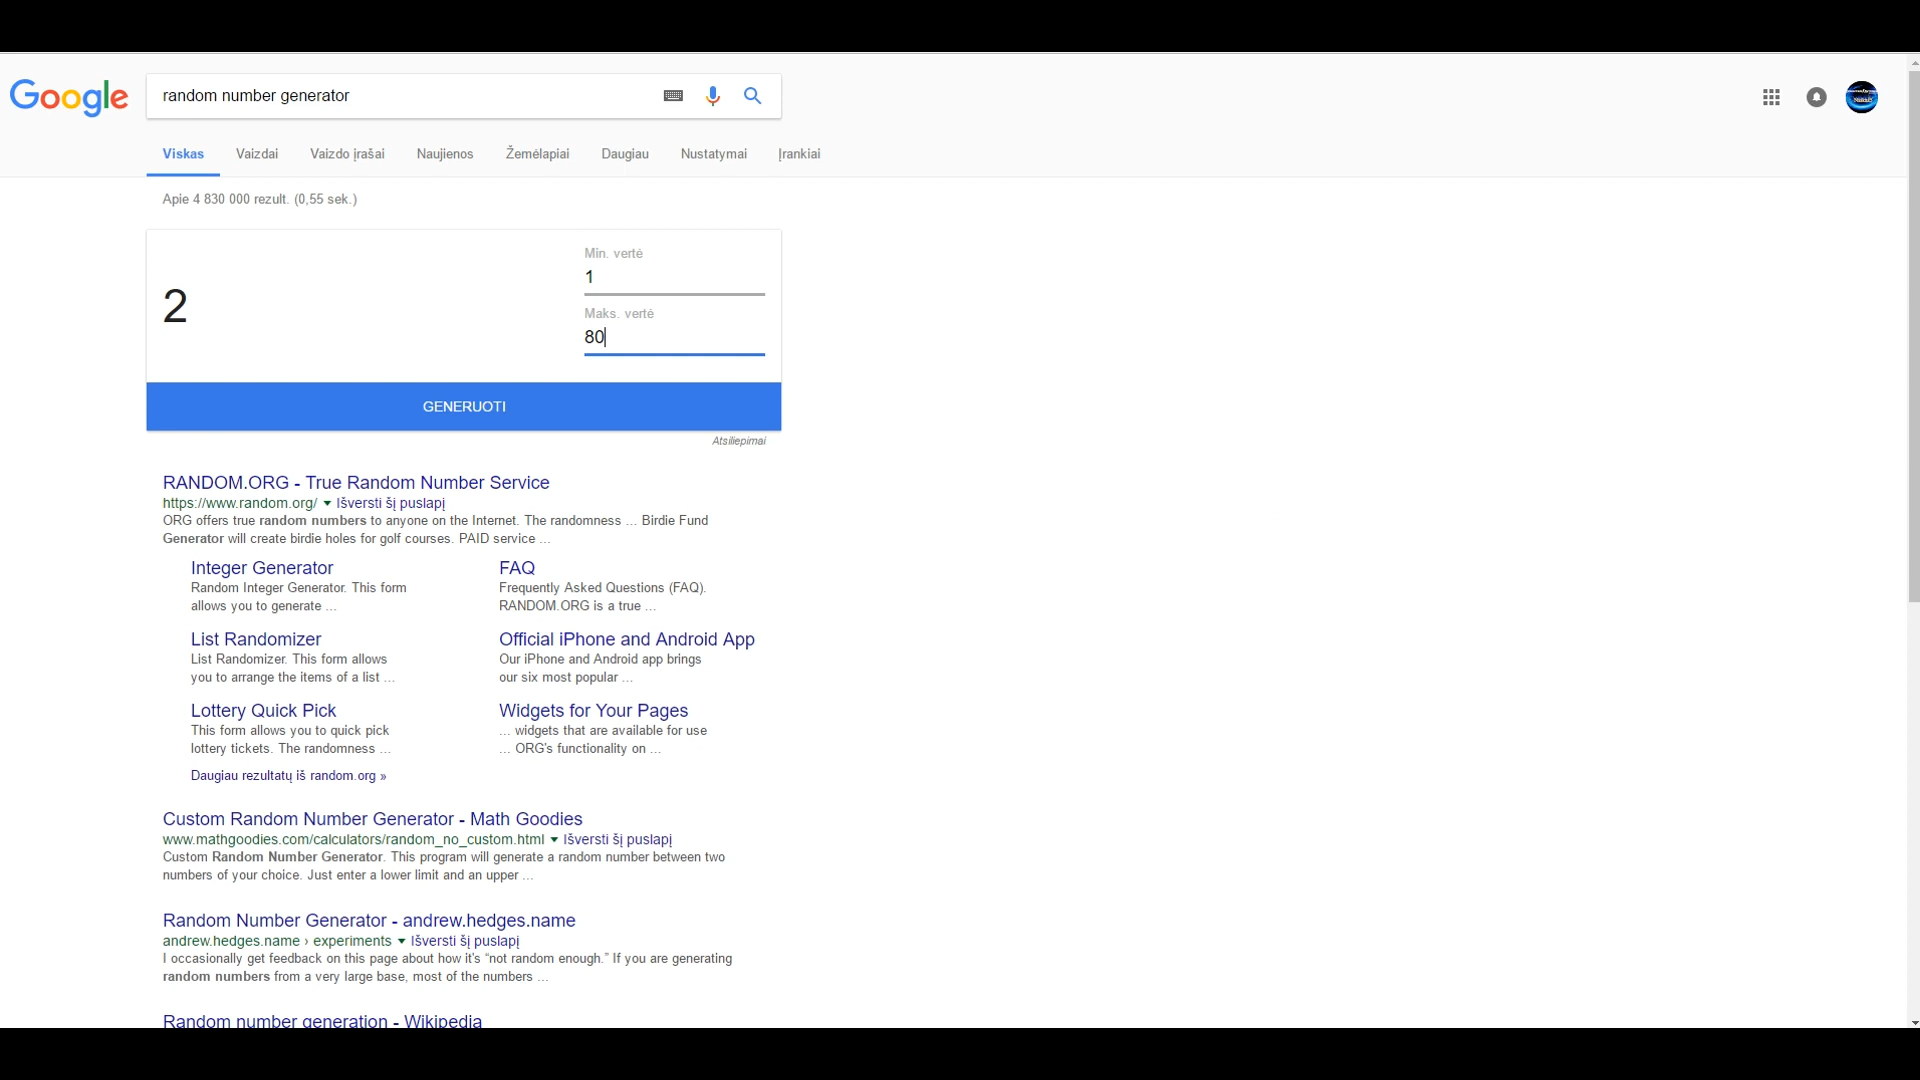 Google
random number generator
Viskas Vaizdai Vaizdo įrašai Naujienos Žemėlapiai Daugiau Nustatymai Įrankiai
Apie 4 830 000 rezult. (0,55 sek.)
2
Min. vertė
1
Maks. vertė
80
GENERUOTI
Atsiliepimai
RANDOM.ORG - True Random Number Service
https://www.random.org/ Išversti šį puslapį
ORG offers true random numbers to anyone on the Internet. The randomness ... Birdie Fund
Generator will create birdie holes for golf courses. PAID service ...
Integer Generator
Random Integer Generator. This form
allows you to generate ...
FAQ
Frequently Asked Questions (FAQ).
RANDOM.ORG is a true ...
List Randomizer
List Randomizer. This form allows
you to arrange the items of a list ...
Official iPhone and Android App
Our iPhone and Android app brings
our six most popular ...
Lottery Quick Pick
This form allows you to quick pick
lottery tickets. The randomness ...
Widgets for Your Pages
... widgets that are available for use
... ORG's functionality on ...
Daugiau rezultatų iš random.org »
Custom Random Number Generator - Math Goodies
www.mathgoodies.com/calculators/random_no_custom.html Išversti šį puslapį
Custom Random Number Generator. This program will generate a random number between two
numbers of your choice. Just enter a lower limit and an upper ...
Random Number Generator - andrew.hedges.name
andrew.hedges.name › experiments Išversti šį puslapį
I occasionally get feedback on this page about how it's “not random enough.” If you are generating
random numbers from a very large base, most of the numbers ...
Random number generation - Wikipedia